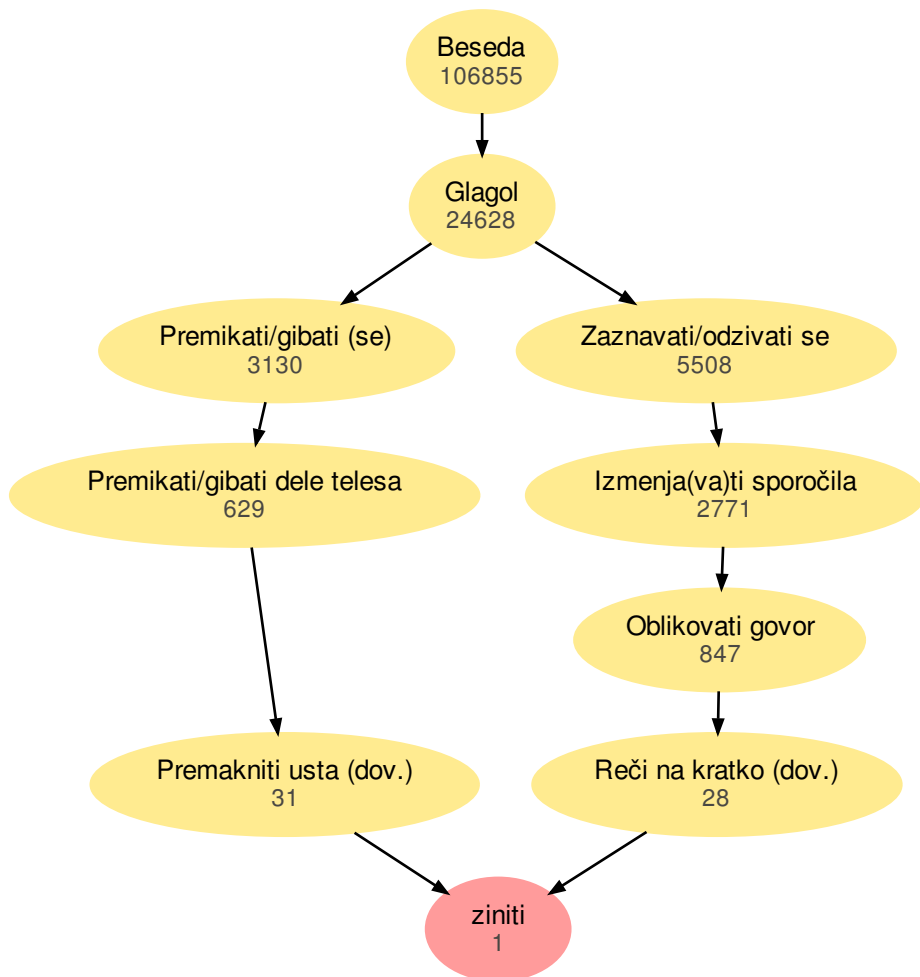 Beseda
106855
Glagol
24628
Premikati/gibati (se)
3130
Zaznavati/odzivati se
5508
Premikati/gibati dele telesa
629
Izmenja(va)ti sporočila
2771
Oblikovati govor
847
Premakniti usta (dov.)
31
Reči na kratko (dov.)
28
ziniti
1